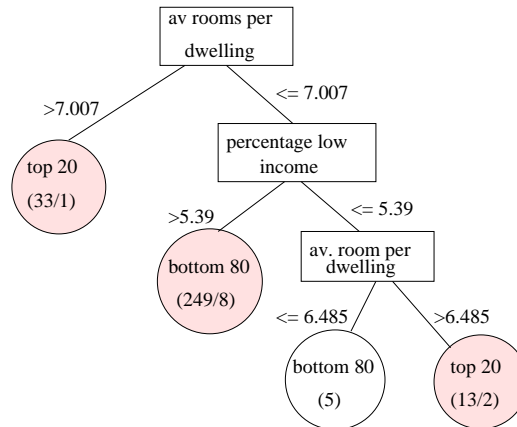 av rooms per
dwelling
>7.007
<= 7.007
top 20
(33/1)
percentage low
income
>5.39
<= 5.39
bottom 80
(249/8)
av. room per
dwelling
<= 6.485
>6.485
bottom 80
(5)
top 20
(13/2)